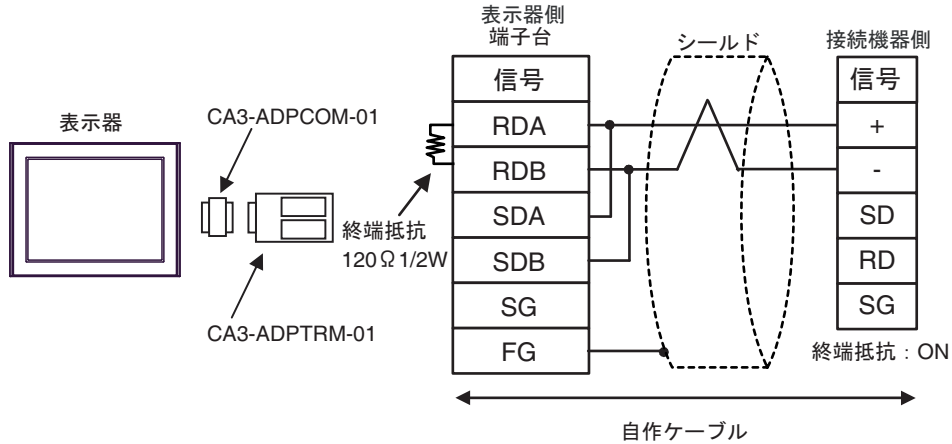 表示器
CA3-ADPCOM-01
CA3-ADPTRM-01
終端抵抗
120Ω 1/2W
表示器側
端子台
信号
RDA
RDB
SDA
SDB
SG
FG
シールド
接続機器側
信号
+
-
SD
RD
SG
終端抵抗：ON
自作ケーブル